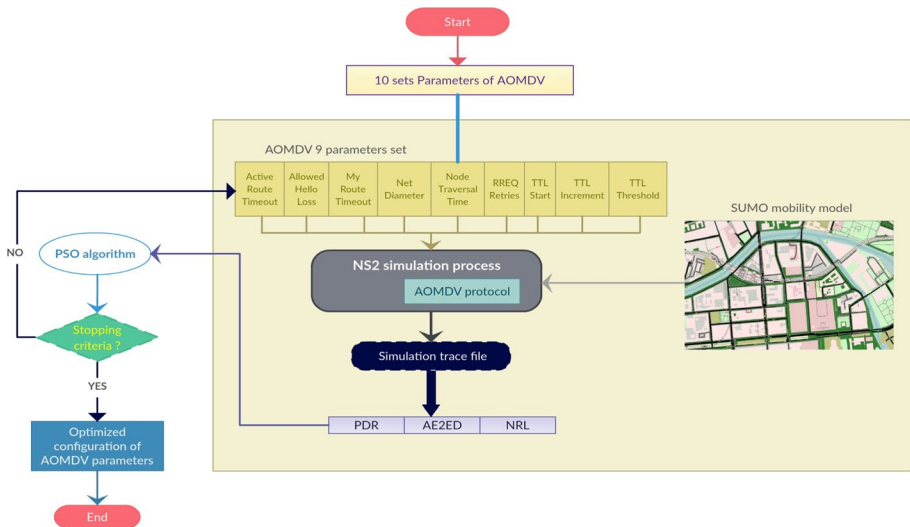 Start
10 sets Parameters of AOMDV
AOMDV 9 parameters set
Active
Route
Timeout
Allowed
Hello
Loss
My
Route
Timeout
Net
Diameter
Node
Traversal
Time
RREQ
Retries
TTL
Start
TTL
Increment
TTL
Threshold
SUMO mobility model
NO
PSO algorithm
NS2 simulation process
AOMDV protocol
Stopping
criteria ?
Simulation trace file
YES
PDR
AE2ED
NRL
Optimized
configuration of
AOMDV parameters
End